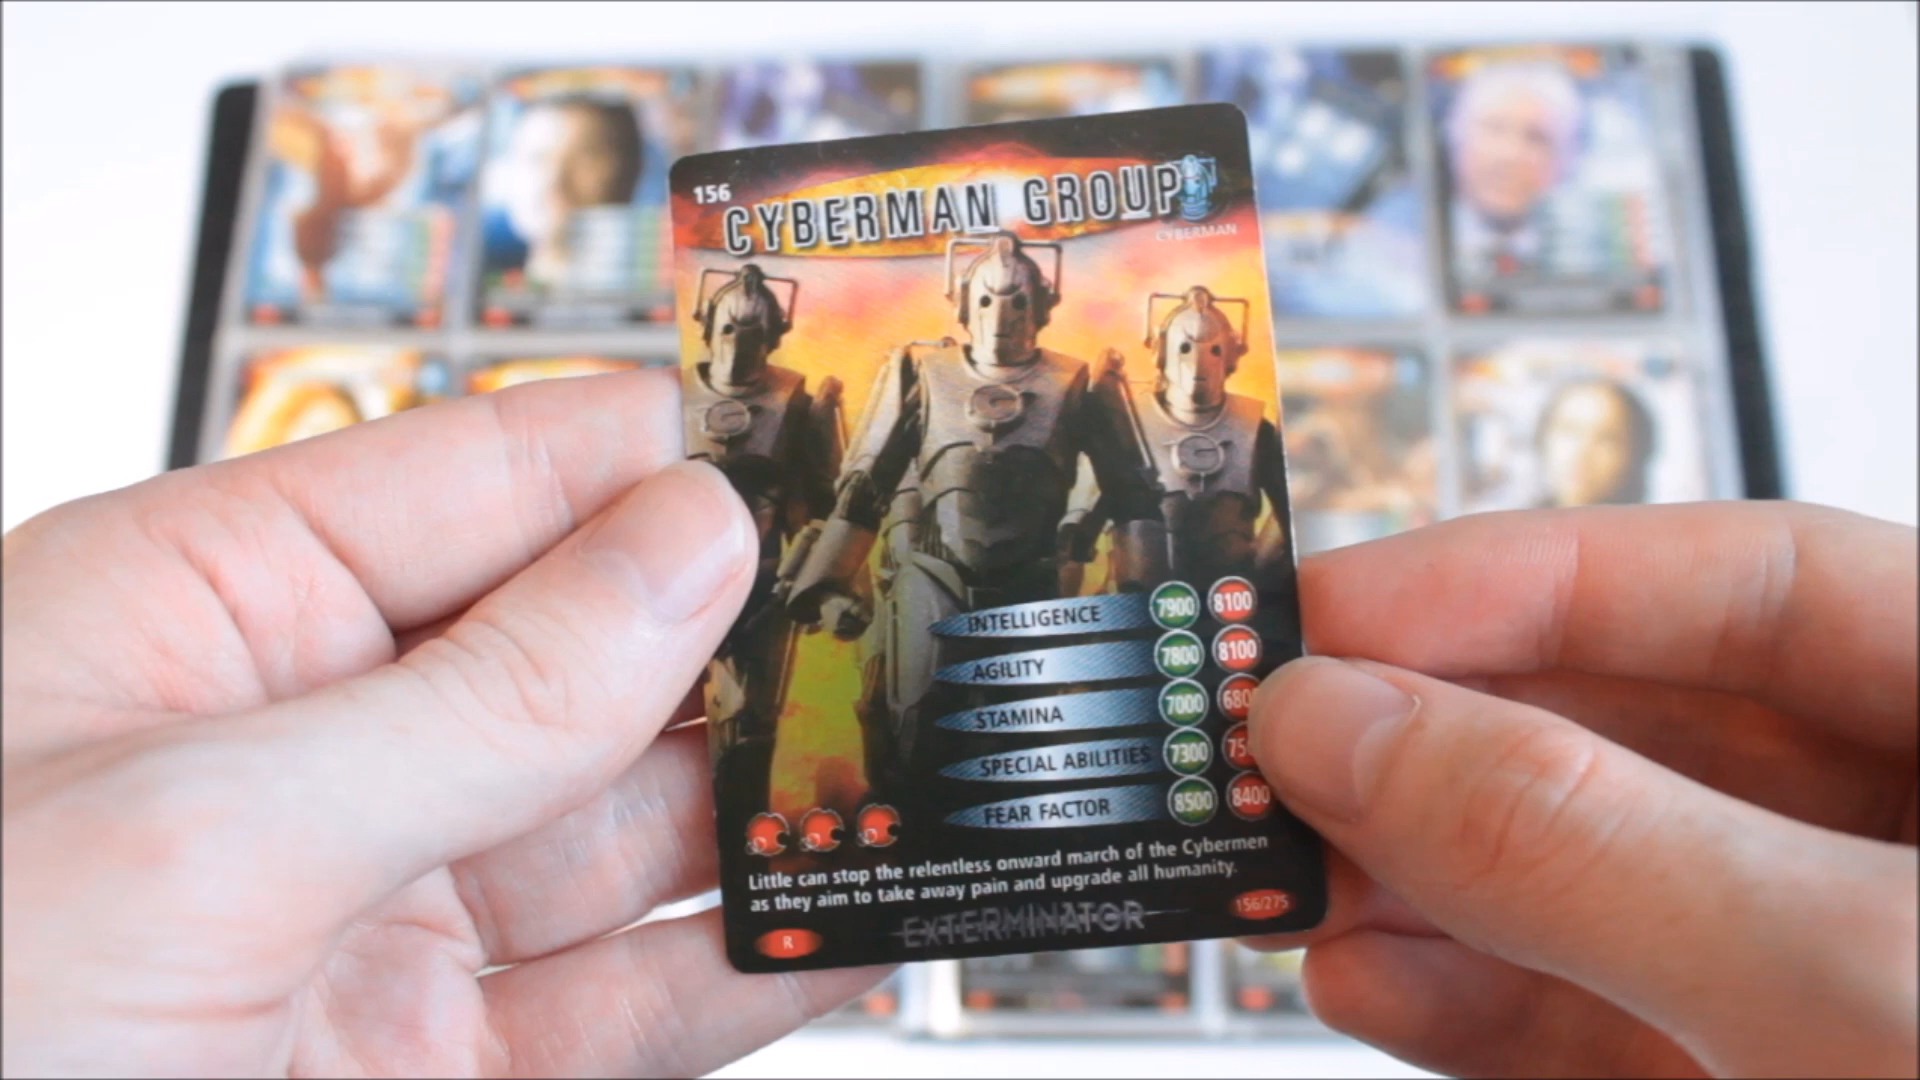 156
CYBERMAN GROUP
CYBERMAN
INTELLIGENCE 7900 8100
AGILITY 7800 8100
STAMINA 7000 680
SPECIAL ABILITIES 7300 75
FEAR FACTOR 8500 8400
Little can stop the relentless onward march of the Cybermen
as they aim to take away pain and upgrade all humanity.
R EXTERMINATOR 156/275